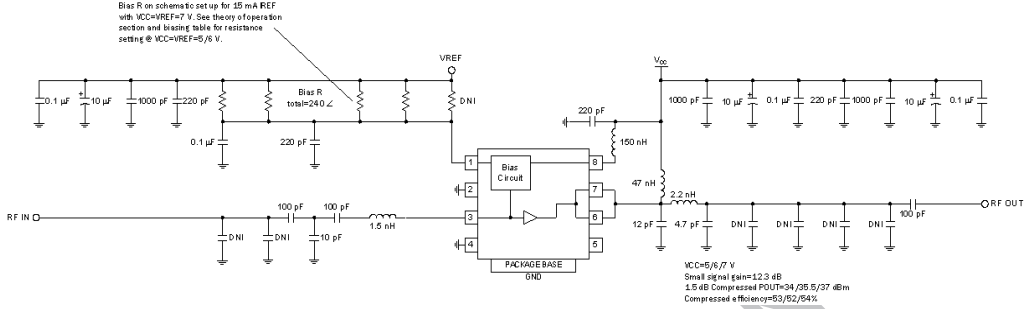 Bias R on schematic set up for 15 mA IREF
with VCC=VREF=7 V. See theory of operation
section and biasing table for resistance
setting @ VCC=VREF=5/6 V.
VREF
VCC
0.1 µF
+
10 µF
1000 pF
220 pF
Bias R
total=240 ∠
DNI
1000 pF
+
10 µF
0.1 µF
220 pF
1000 pF
+
10 µF
0.1 µF
220 pF
150 nH
0.1 µF
220 pF
1
Bias
Circuit
8
2
7
47 nH
2.2 nH
RF IN
100 pF
100 pF
1.5 nH
3
6
100 pF
RF OUT
DNI
DNI
10 pF
12 pF
4.7 pF
DNI
DNI
DNI
DNI
4
5
PACKAGE BASE
GND
VCC=5/6/7 V
Small signal gain=12.3 dB
1.5 dB Compressed POUT=34/35.5/37 dBm
Compressed efficiency=53/52/54%